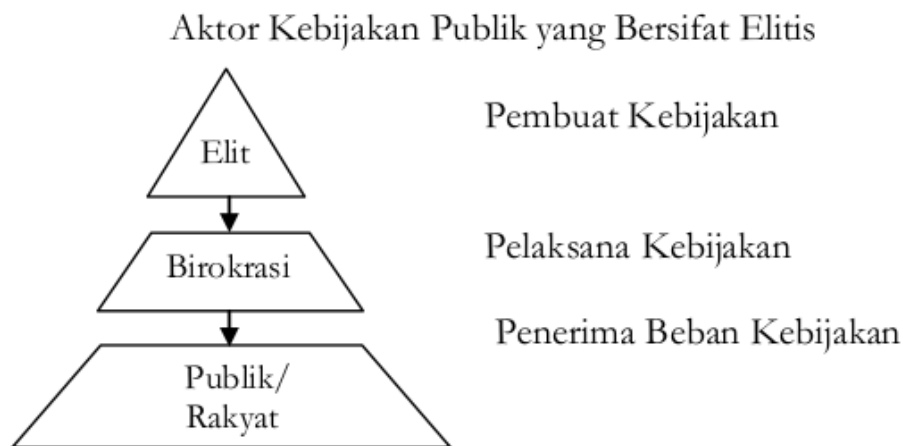 Aktor Kebijakan Publik yang Bersifat Elitis
Pembuat Kebijakan
Elit
Pelaksana Kebijakan
Birokrasi
Penerima Beban Kebijakan
Publik/
Rakyat